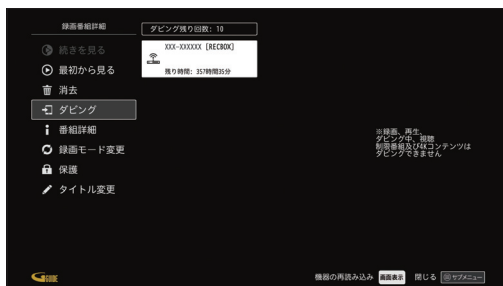 録画番組詳細
ダビング残り回数: 10
XXX-XXXXXX [RECBOX]
残り時間: 357時間35分
続きを見る
最初から見る
消去
ダビング
番組詳細
録画モード変更
保護
タイトル変更
※録画、再生、
ダビング中、視聴
制限番組及び4Kコンテンツは
ダビングできません
G GUIDE
機器の再読み込み 画面表示 閉じる サブメニュー